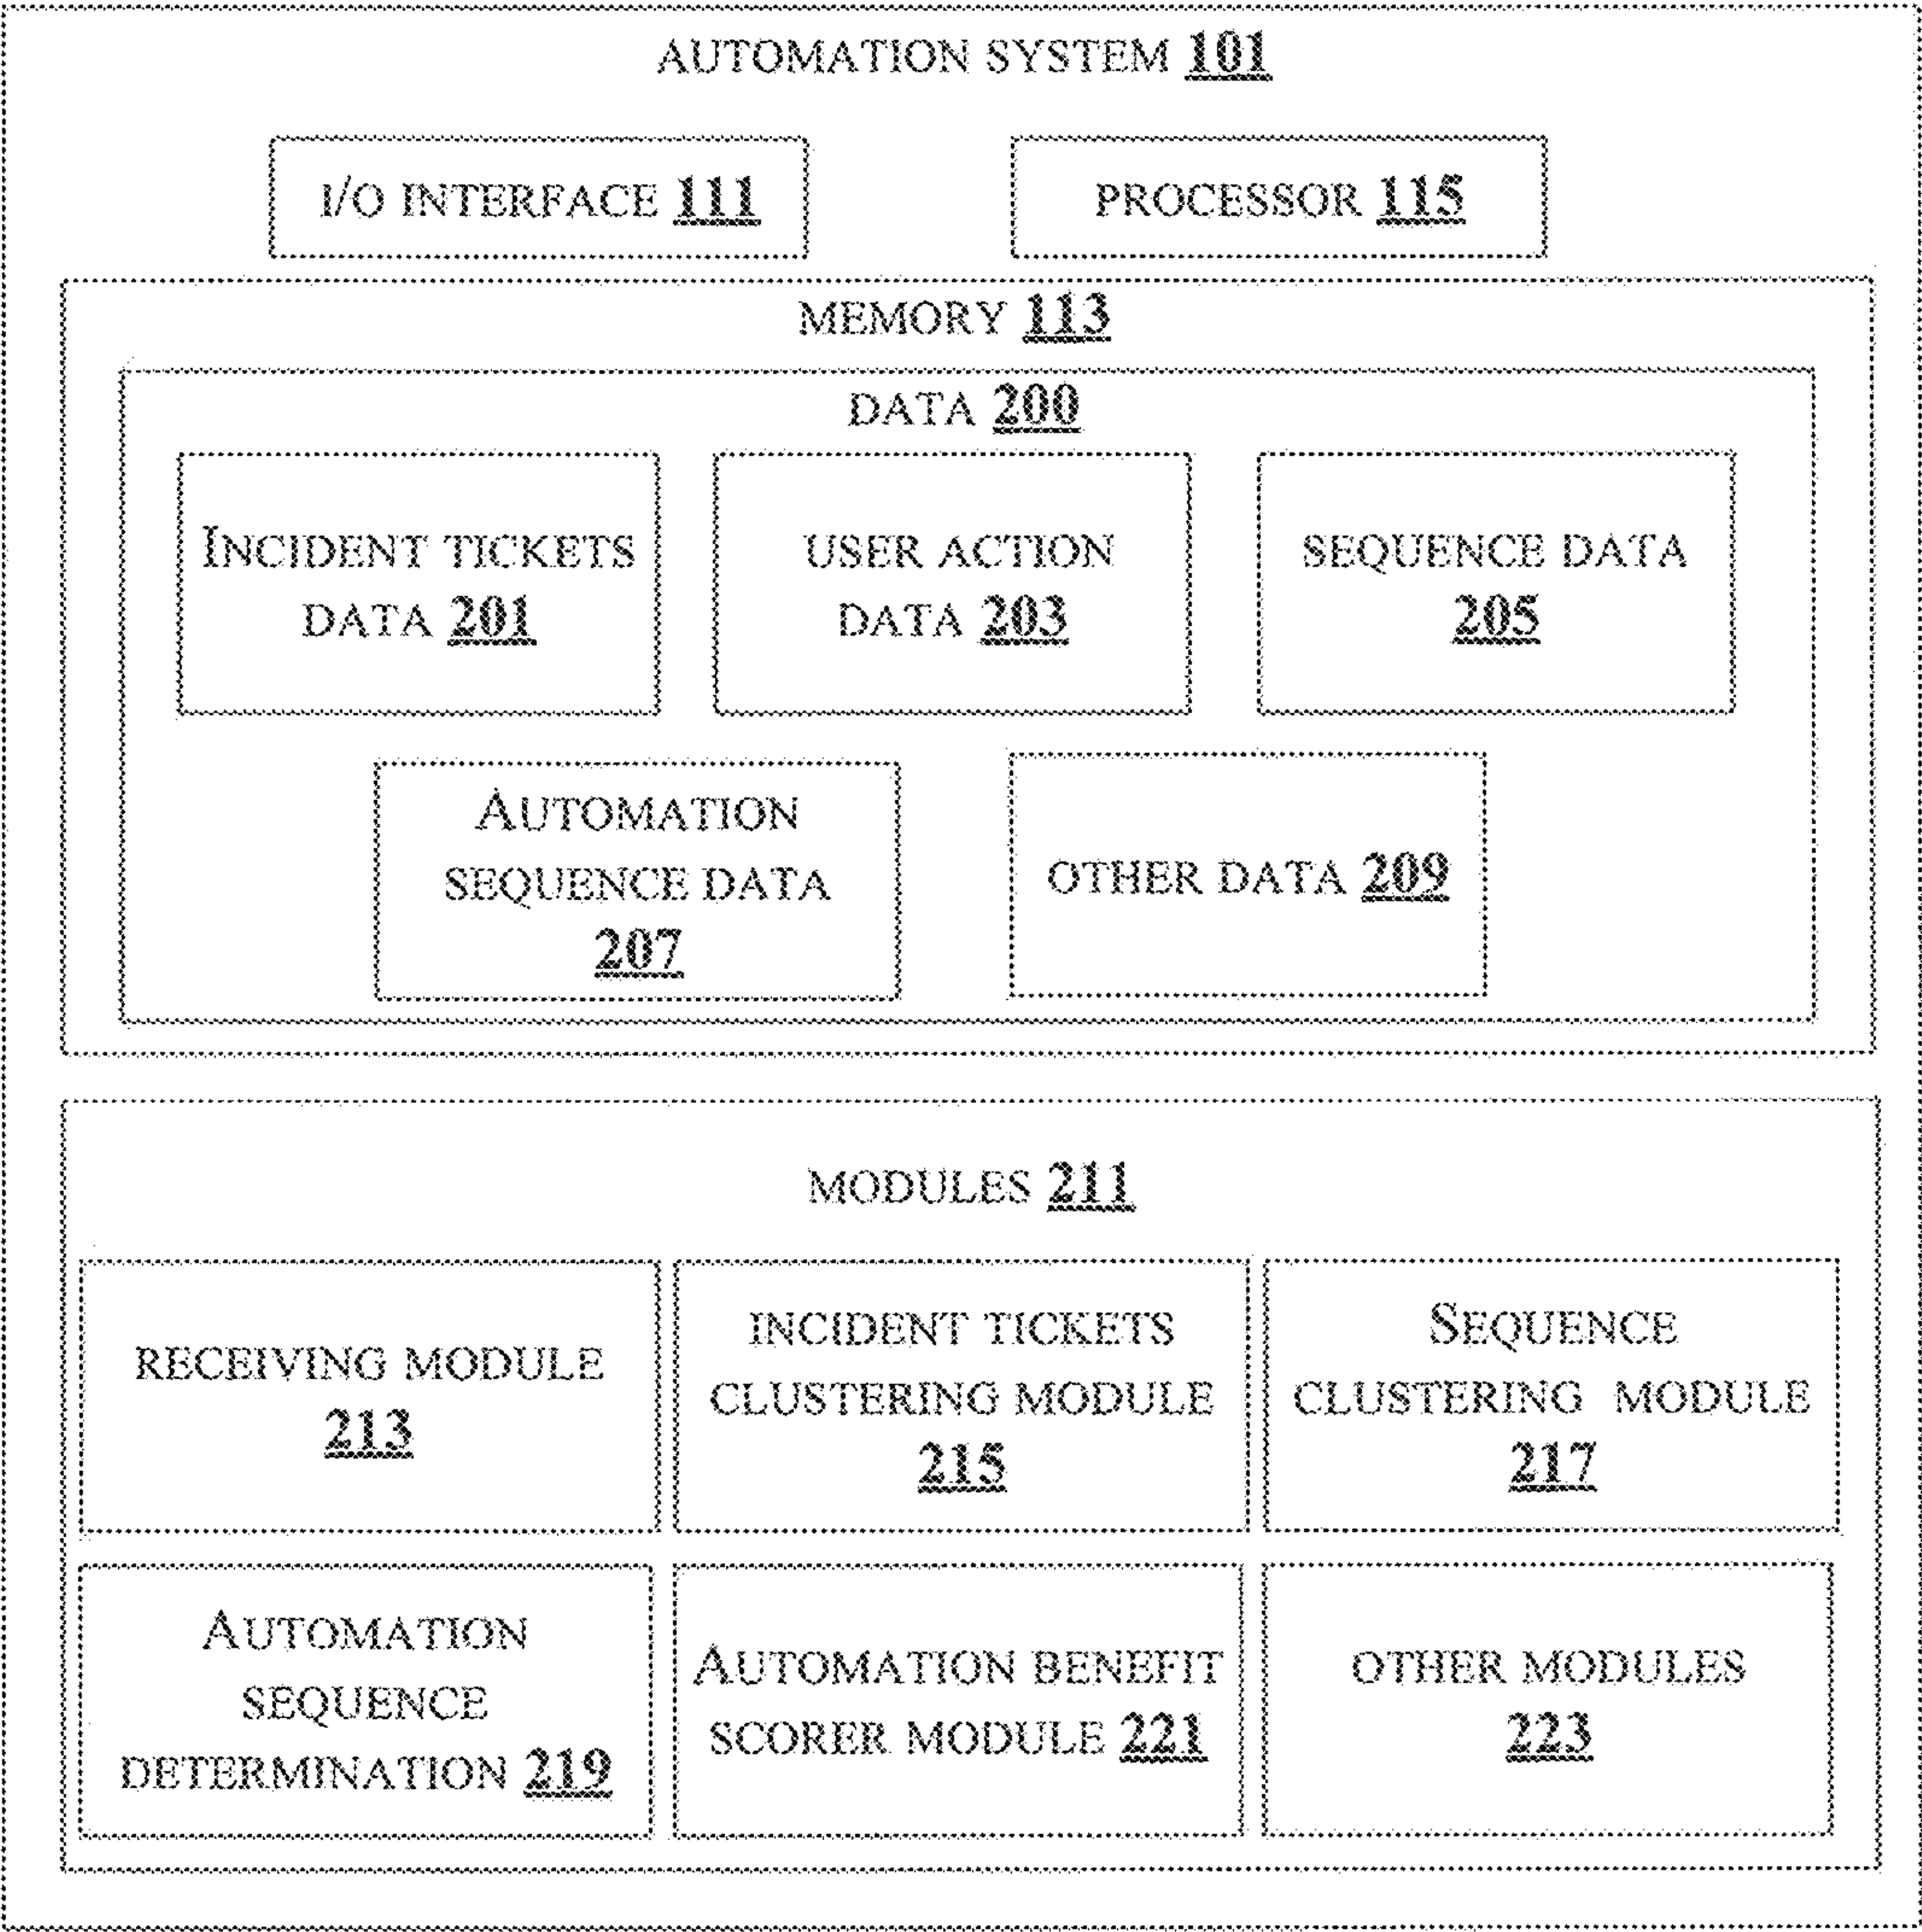 AUTOMATION SYSTEM 101
I/O INTERFACE 111
PROCESSOR 115
MEMORY 113
DATA 200
INCIDENT TICKETS
DATA 201
USER ACTION
DATA 203
SEQUENCE DATA
205
AUTOMATION
SEQUENCE DATA
207
OTHER DATA 209
MODULES 211
RECEIVING MODULE
213
INCIDENT TICKETS
CLUSTERING MODULE
215
SEQUENCE
CLUSTERING MODULE
217
AUTOMATION
SEQUENCE
DETERMINATION 219
AUTOMATION BENEFIT
SCORER MODULE 221
OTHER MODULES
223